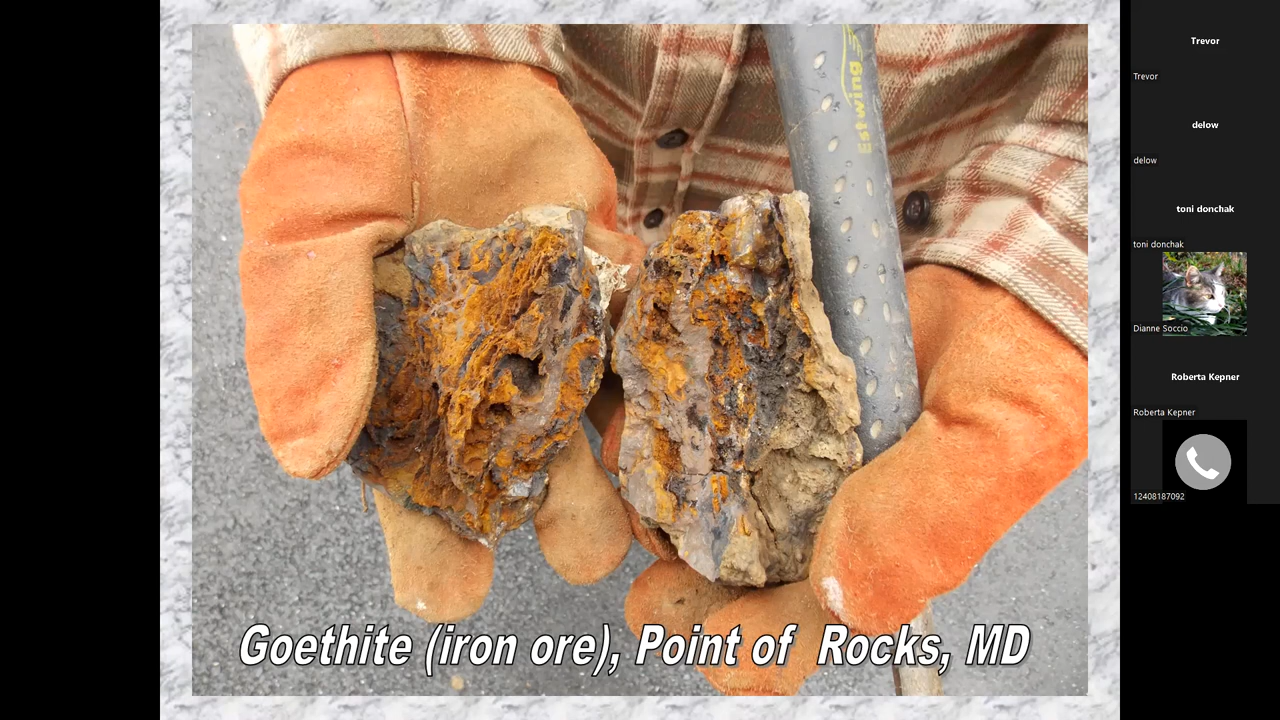 Estwing
Goethite (iron ore), Point of Rocks, MD
Trevor
Trevor
delow
delow
toni donchak
toni donchak
Dianne Soccio
Roberta Kepner
Roberta Kepner
12408187092